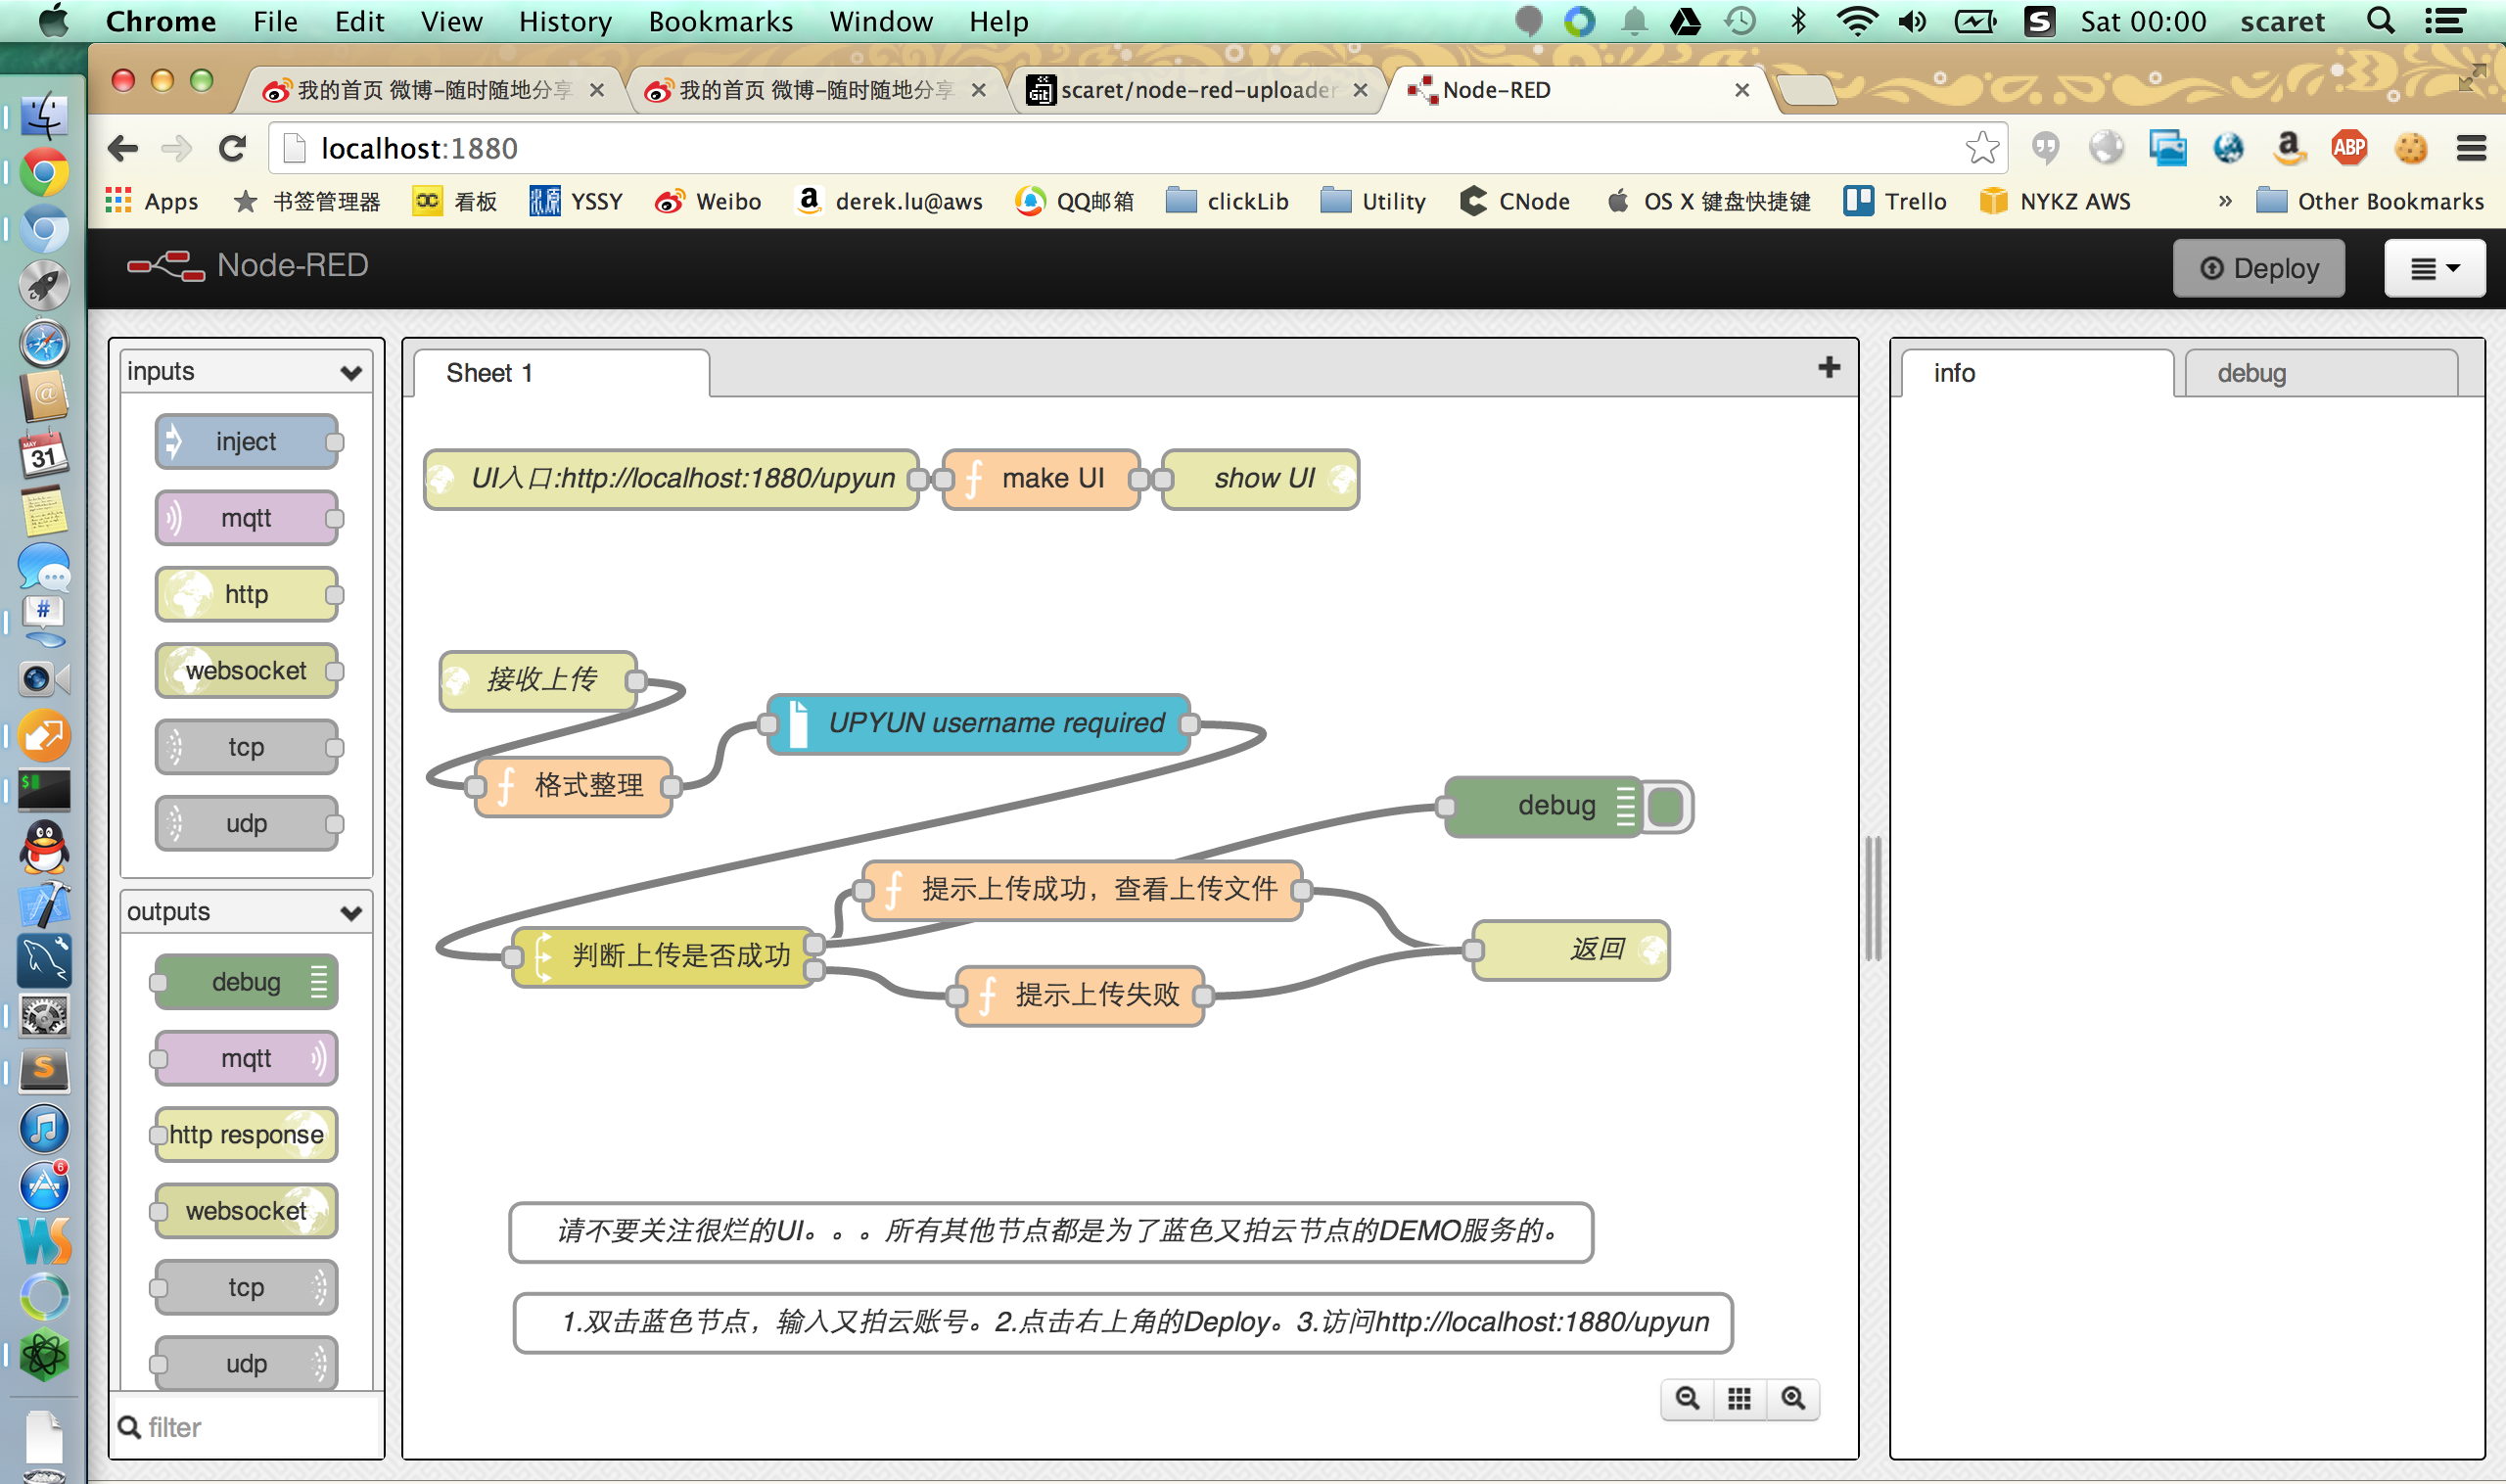 Chrome File Edit View History Bookmarks Window Help Sat 00:00 scaret
我的首页 微博-随时随地分享 我的首页 微博-随时随地分享 scaret/node-red-uploader Node-RED
localhost:1880 ABP
Apps 书签管理器 看板 YSSY Weibo derek.lu@aws QQ邮箱 clickLib Utility CNode OS X 键盘快捷键 Trello NYKZ AWS » Other Bookmarks
Node-RED Deploy
inputs
inject
mqtt
http
websocket
tcp
udp
outputs
debug
mqtt
http response
websocket
tcp
udp
filter
Sheet 1
UI入口:http://localhost:1880/upyun make UI show UI
接收上传
UPYUN username required
格式整理
debug
提示上传成功，查看上传文件
判断上传是否成功
返回
提示上传失败
请不要关注很烂的UI。。。所有其他节点都是为了蓝色又拍云节点的DEMO服务的。
1.双击蓝色节点，输入又拍云账号。2.点击右上角的Deploy。3.访问http://localhost:1880/upyun
info debug
MAY
31
6